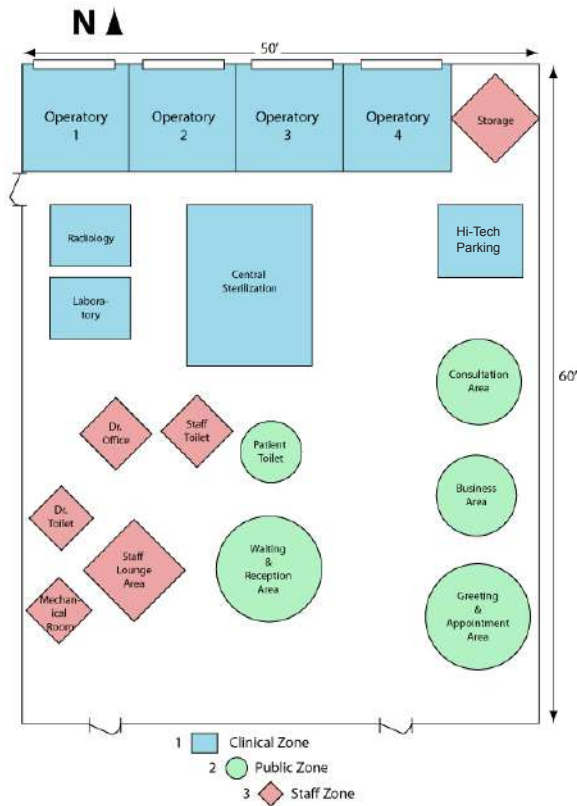 N
50'
Operatory
1
Operatory
2
Operatory
3
Operatory
4
Storage
Radiology
Central
Sterilization
Hi-Tech
Parking
Labora-
tory
60'
Consultation
Area
Dr.
Office
Staff
Toilet
Patient
Toilet
Business
Area
Dr.
Toilet
Staff
Lounge
Area
Waiting
&
Reception
Area
Mechan-
ical
Room
Greeting
&
Appointment
Area
1 Clinical Zone
2 Public Zone
3 Staff Zone